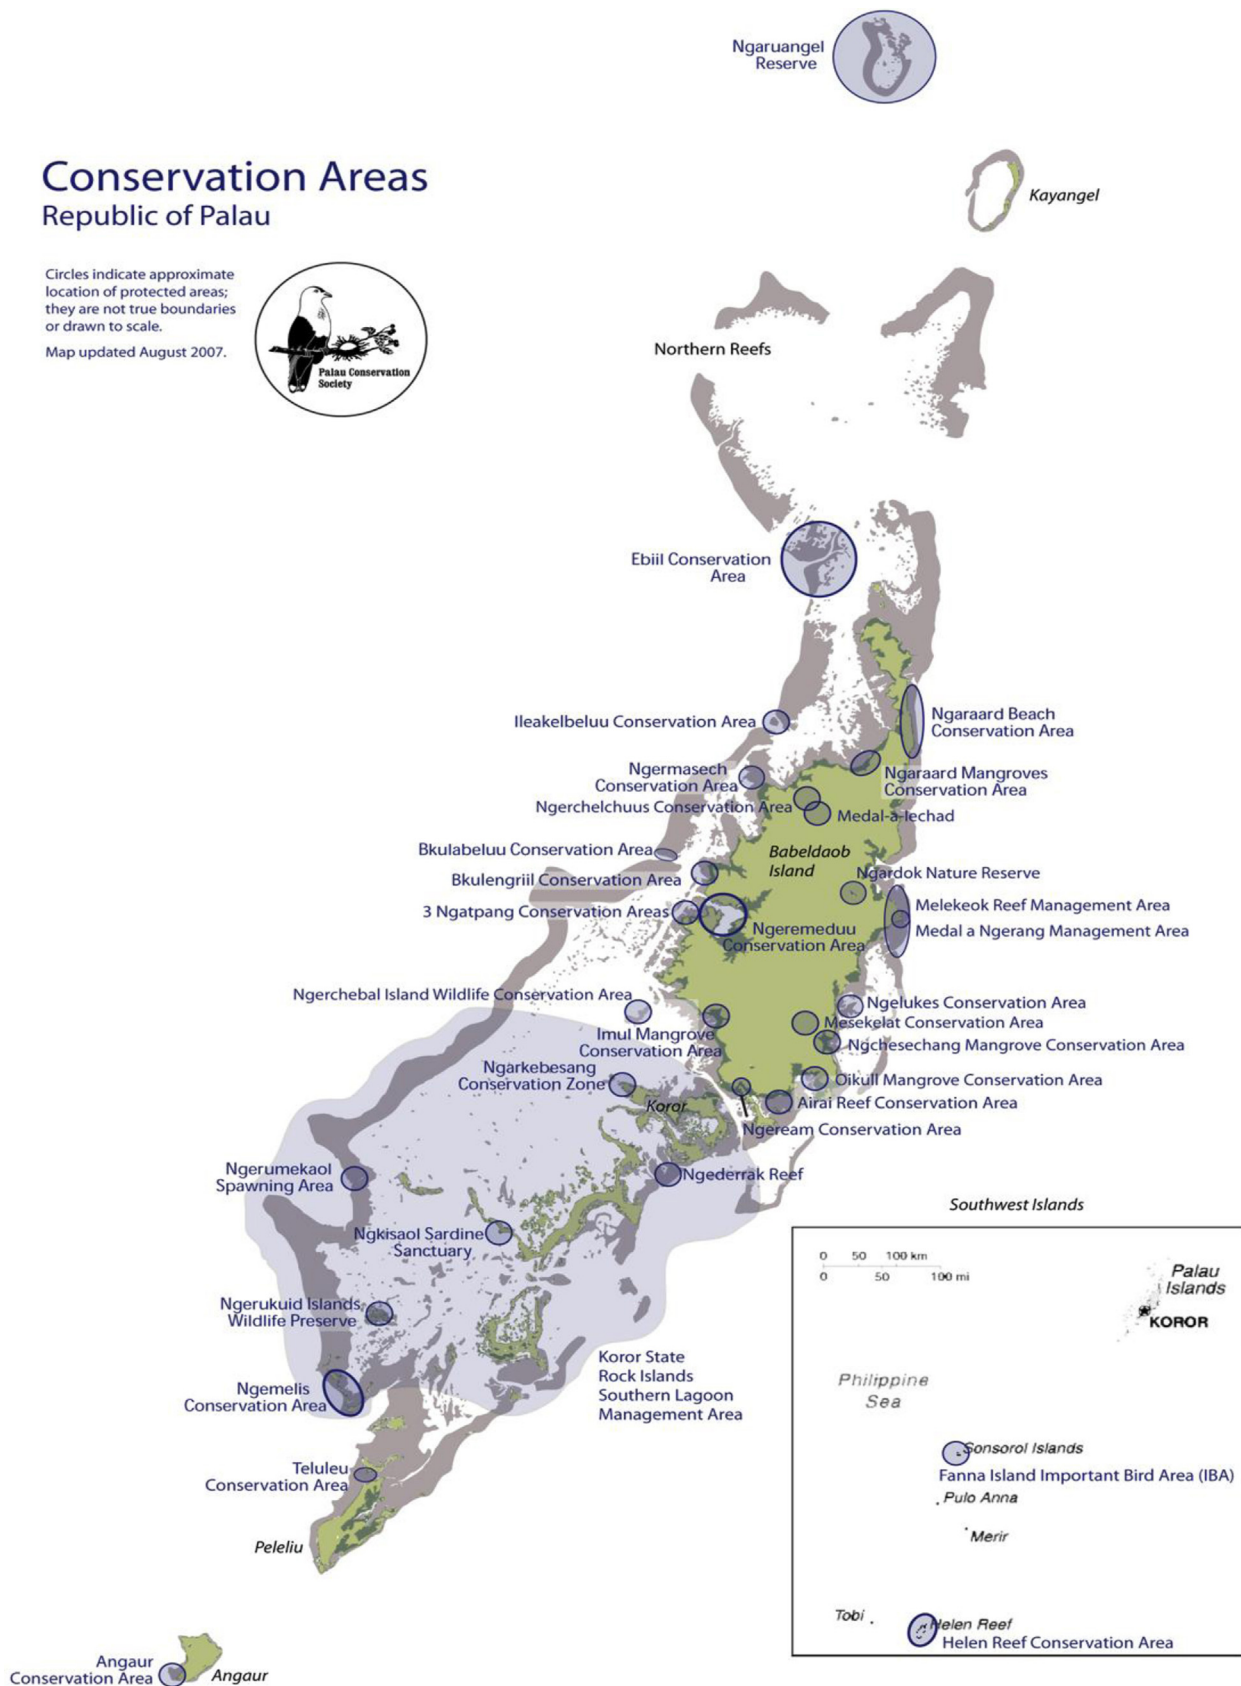 Ngaruangel
Reserve
Conservation Areas
Republic of Palau
Kayangel
Circles indicate approximate
location of protected areas;
they are not true boundaries
or drawn to scale.
Map updated August 2007.
Palau Conservation
Society
Northern Reefs
Ebiil Conservation
Area
Ileakelbeluu Conservation Area
Ngaraard Beach
Conservation Area
Ngermasech
Conservation Area
Ngaraard Mangroves
Conservation Area
Ngerchelchuus Conservation Area
Medal-a-Iechad
Bkulabeluu Conservation Area
Babeldaob
Island
Bkulengriil Conservation Area
Ngardok Nature Reserve
3 Ngatpang Conservation Areas
Melekeok Reef Management Area
Ngeremeduu
Conservation Area
Medal a Ngerang Management Area
Ngerchebal Island Wildlife Conservation Area
Ngelukes Conservation Area
Imul Mangrove
Conservation Area
Mesekelat Conservation Area
Ngchesechang Mangrove Conservation Area
Ngarkebesang
Conservation Zone
Oikull Mangrove Conservation Area
Koror
Airai Reef Conservation Area
Ngeream Conservation Area
Ngerumekaol
Spawning Area
Ngederrak Reef
Southwest Islands
Ngkisaol Sardine
Sanctuary
0 50 100 km
0 50 100 mi
Palau
Islands
KOROR
Ngerukuid Islands
Wildlife Preserve
Koror State
Rock Islands
Southern Lagoon
Management Area
Ngemelis
Conservation Area
Philippine
Sea
Sonsorol Islands
Fanna Island Important Bird Area (IBA)
Teluleu
Conservation Area
Pulo Anna
Merir
Peleliu
Tobi
Helen Reef
Helen Reef Conservation Area
Angaur
Conservation Area
Angaur